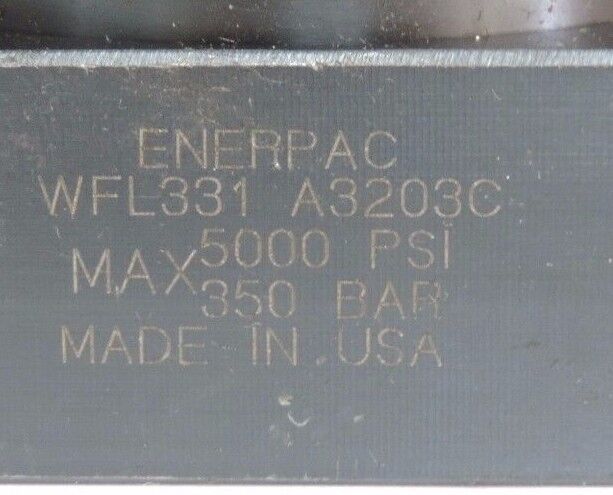 ENERPAC
WFL331 A3203C
MAX 5000 PSI
350 BAR
MADE IN USA